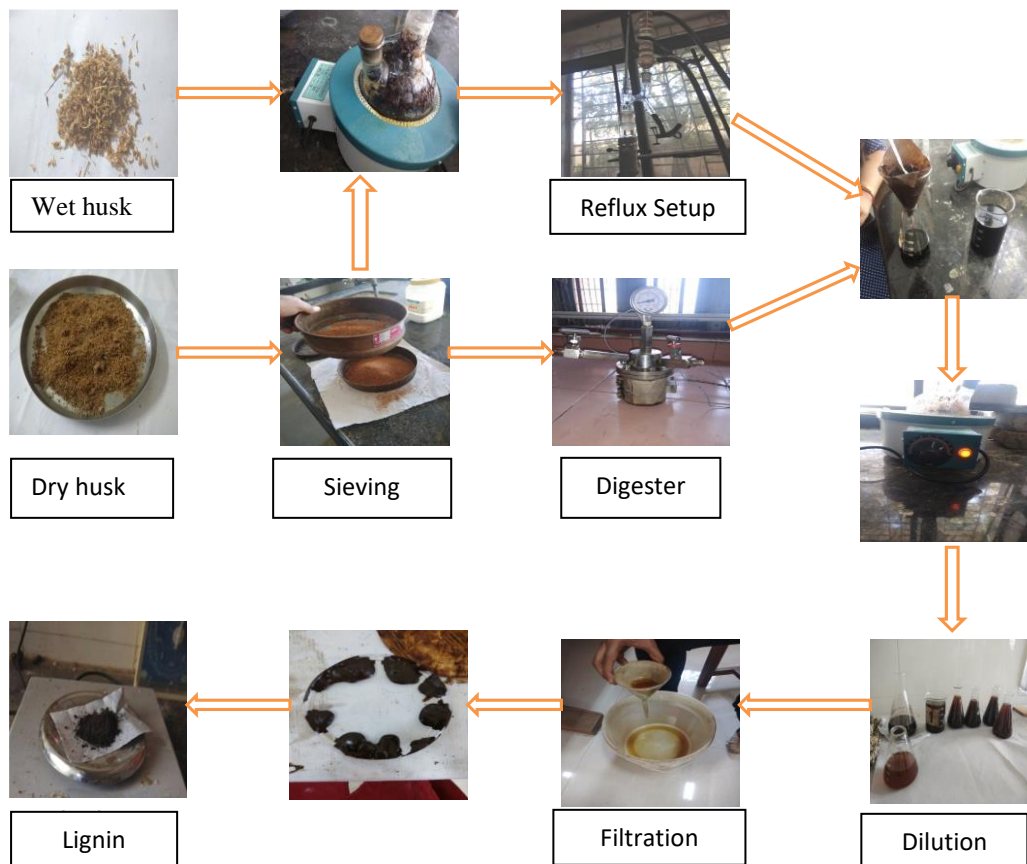 Wet husk
Reflux Setup
Dry husk
Sieving
Digester
Lignin
Filtration
Dilution